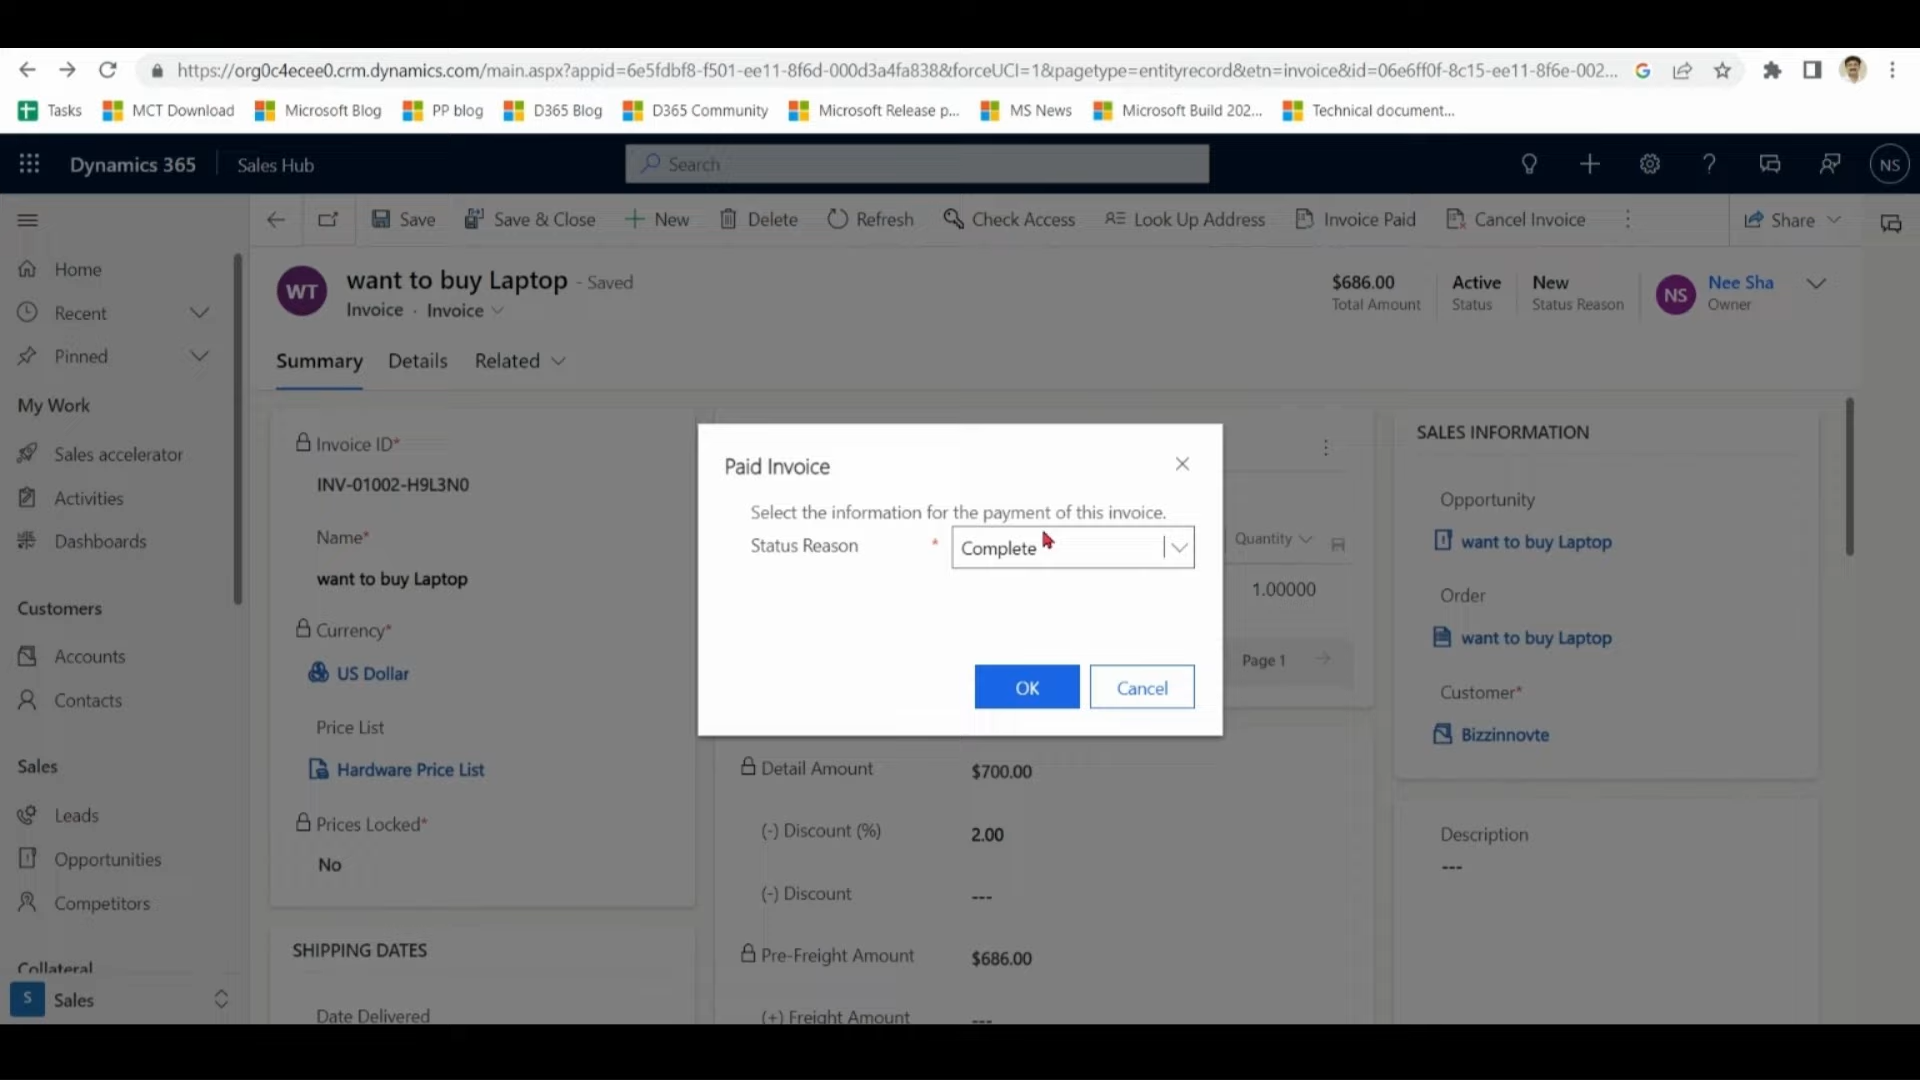 https://org0c4ecee0.crm.dynamics.com/main.aspx?appid=6e5fdbf8-f501-ee11-8f6d-000d3a4fa838&forceUCI=1&pagetype=entityrecord&etn=invoice&id=06e6ff0f-8c15-ee11-8f6e-002...
Tasks MCT Download Microsoft Blog PP blog D365 Blog D365 Community Microsoft Release p... MS News Microsoft Build 202... Technical document...
Dynamics 365 Sales Hub Search NS
Save Save & Close New Delete Refresh Check Access Look Up Address Invoice Paid Cancel Invoice Share
Home
Recent
Pinned
My Work
Sales accelerator
Activities
Dashboards
Customers
Accounts
Contacts
Sales
Leads
Opportunities
Competitors
Collateral
S Sales
WT want to buy Laptop - Saved
Invoice · Invoice
$686.00 Active New NS Nee Sha
Total Amount Status Status Reason Owner
Summary Details Related
Invoice ID*
INV-01002-H9L3N0
Name*
want to buy Laptop
Currency*
US Dollar
Price List
Hardware Price List
Prices Locked*
No
SHIPPING DATES
Date Delivered
Paid Invoice
Select the information for the payment of this invoice.
Status Reason * Complete
OK Cancel
Quantity
1.00000
Page 1
Detail Amount $700.00
(-) Discount (%) 2.00
(-) Discount ---
Pre-Freight Amount $686.00
(+) Freight Amount ---
SALES INFORMATION
Opportunity
want to buy Laptop
Order
want to buy Laptop
Customer*
Bizzinnovte
Description
---